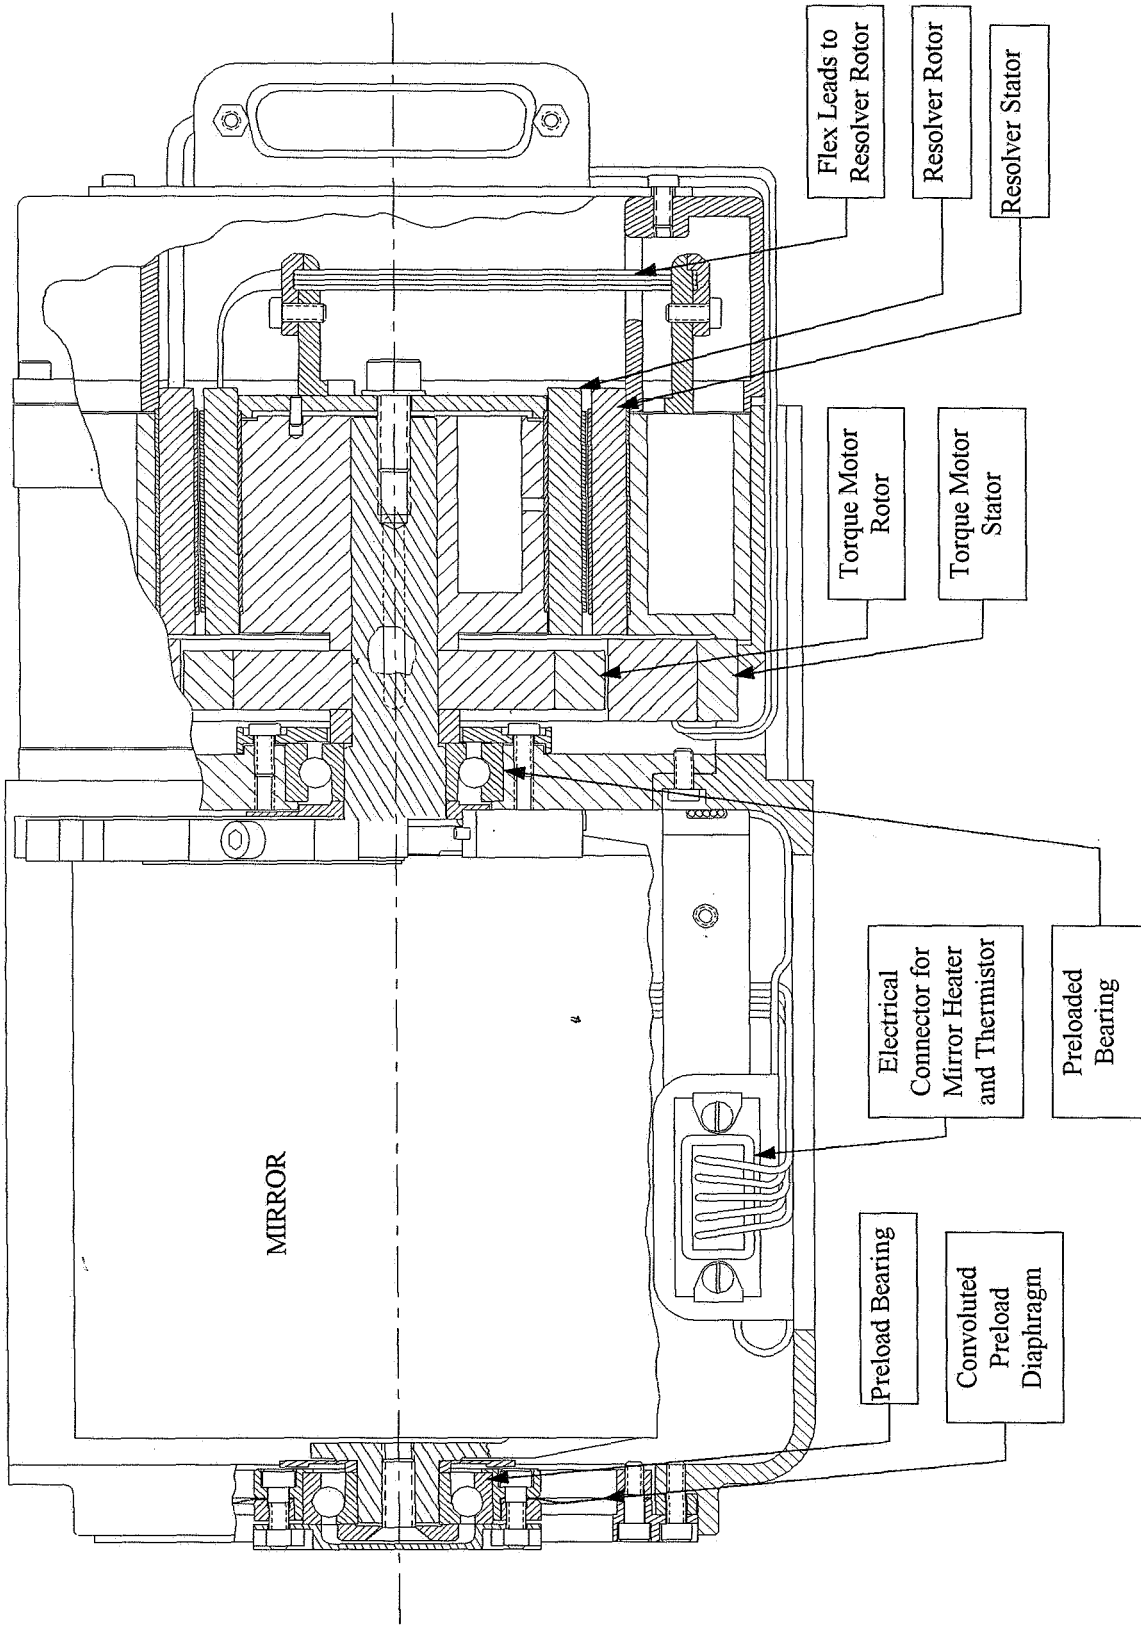 MIRROR
Preload Bearing
Convoluted
Preload
Diaphragm
Electrical
Connector for
Mirror Heater
and Thermistor
Preloaded
Bearing
Torque Motor
Rotor
Torque Motor
Stator
Flex Leads to
Resolver Rotor
Resolver Rotor
Resolver Stator